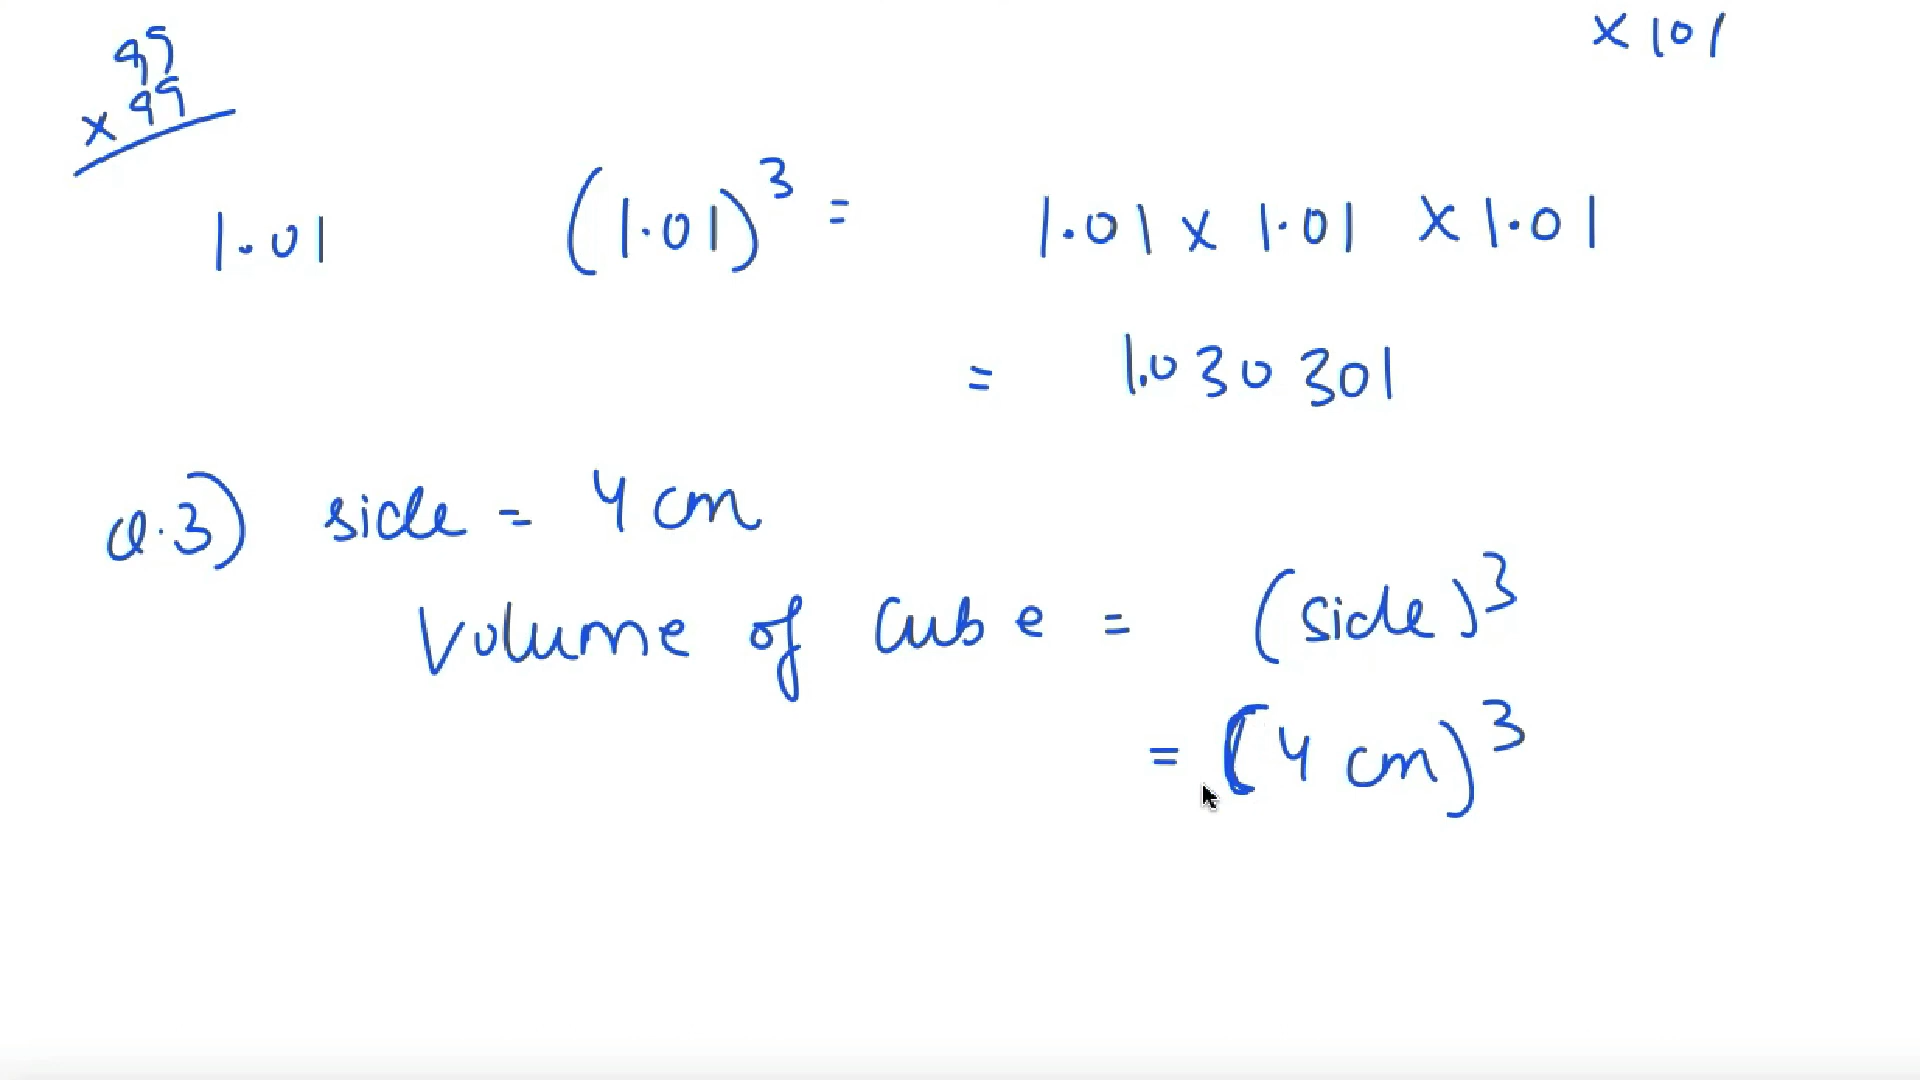 99
× 99
× 101
1.01 (1.01)³ = 1.01 × 1.01 × 1.01
= 1.030301
Q.3) side = 4 cm
Volume of Cube = (side)³
= (4 cm)³